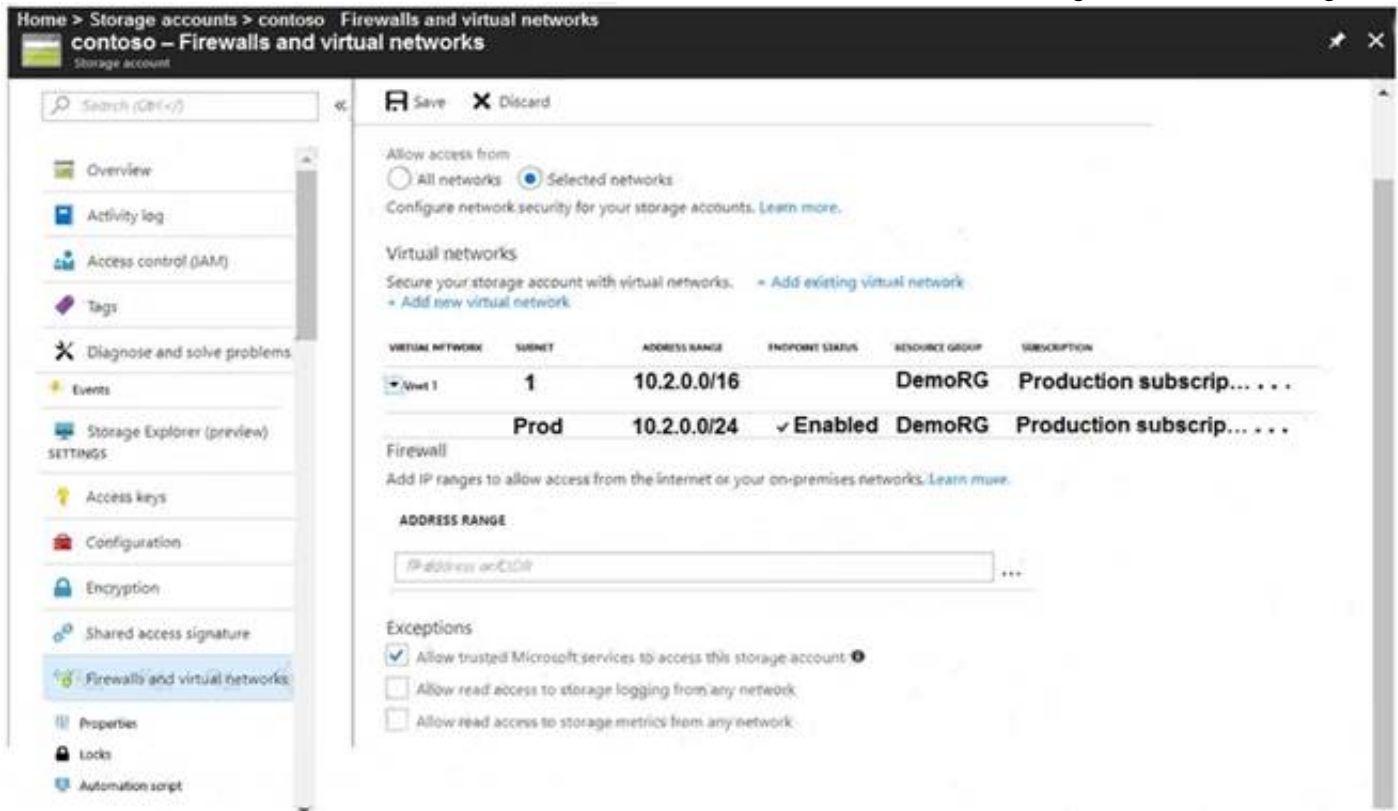 Home > Storage accounts > contoso Firewalls and virtual networks
contoso – Firewalls and virtual networks
Storage account
Search (Ctrl+/)
Overview
Activity log
Access control (IAM)
Tags
Diagnose and solve problems
Events
Storage Explorer (preview)
SETTINGS
Access keys
Configuration
Encryption
Shared access signature
Firewalls and virtual networks
Properties
Locks
Automation script
Save Discard
Allow access from
All networks Selected networks
Configure network security for your storage accounts. Learn more.
Virtual networks
Secure your storage account with virtual networks. + Add existing virtual network
+ Add new virtual network
VIRTUAL NETWORK SUBNET ADDRESS RANGE ENDPOINT STATUS RESOURCE GROUP SUBSCRIPTION
Vnet 1 1 10.2.0.0/16 DemoRG Production subscrip... ...
Prod 10.2.0.0/24 ✓ Enabled DemoRG Production subscrip... ...
Firewall
Add IP ranges to allow access from the internet or your on-premises networks. Learn more.
ADDRESS RANGE
IP address or CIDR
...
Exceptions
Allow trusted Microsoft services to access this storage account
Allow read access to storage logging from any network
Allow read access to storage metrics from any network